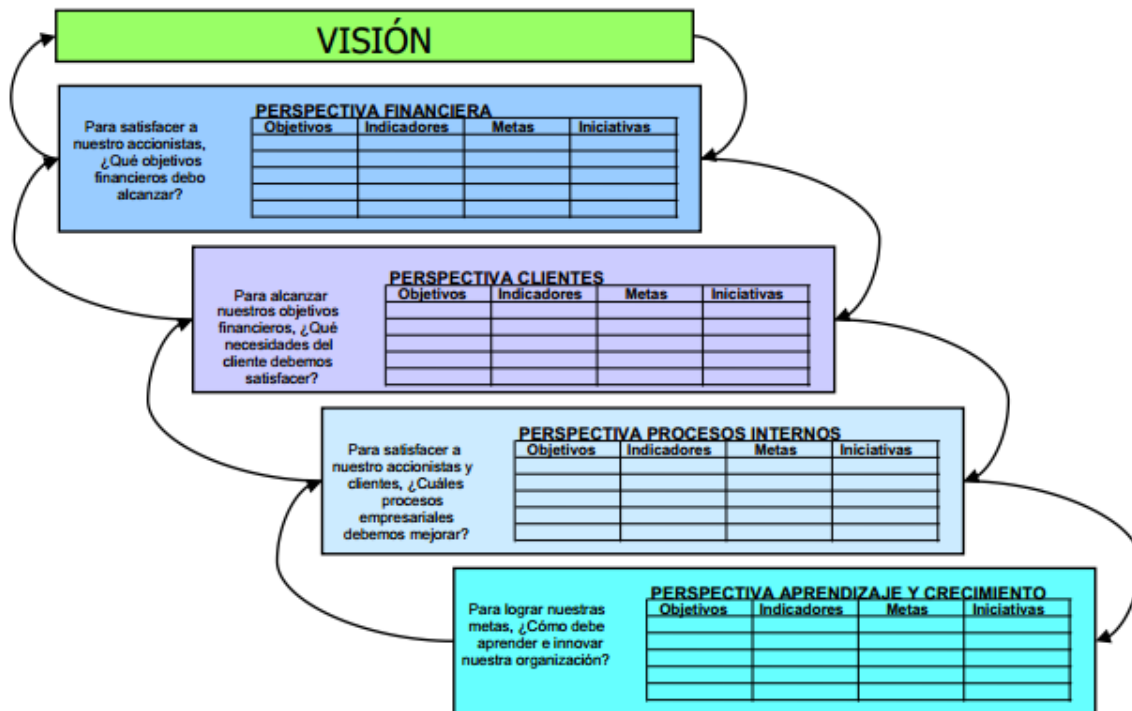 VISIÓN
PERSPECTIVA FINANCIERA
Para satisfacer a
nuestro accionistas,
¿Qué objetivos
financieros debo
alcanzar?
Objetivos Indicadores Metas Iniciativas
PERSPECTIVA CLIENTES
Para alcanzar
nuestros objetivos
financieros, ¿Qué
necesidades del
cliente debemos
satisfacer?
Objetivos Indicadores Metas Iniciativas
PERSPECTIVA PROCESOS INTERNOS
Para satisfacer a
nuestro accionistas y
clientes, ¿Cuáles
procesos
empresariales
debemos mejorar?
Objetivos Indicadores Metas Iniciativas
PERSPECTIVA APRENDIZAJE Y CRECIMIENTO
Para lograr nuestras
metas, ¿Cómo debe
aprender e innovar
nuestra organización?
Objetivos Indicadores Metas Iniciativas